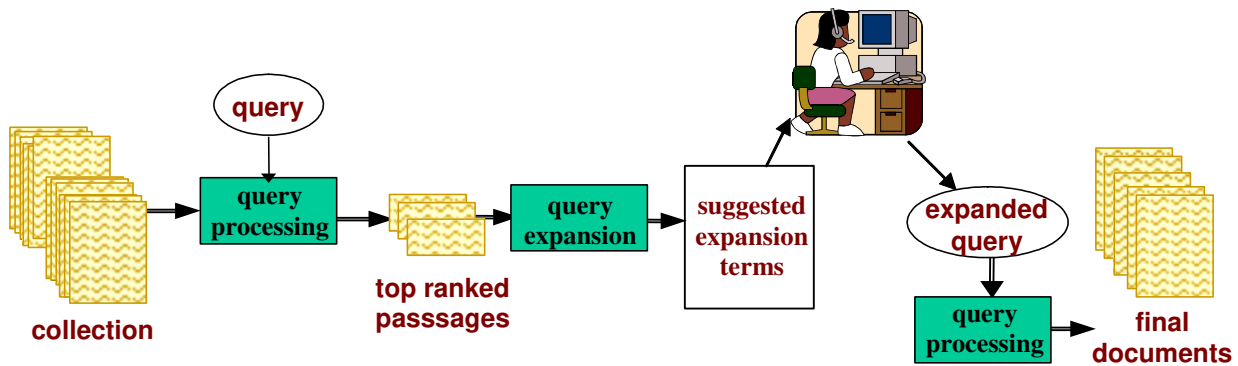 query
query
processing
collection
top ranked
passsages
query
expansion
suggested
expansion
terms
expanded
query
query
processing
final
documents